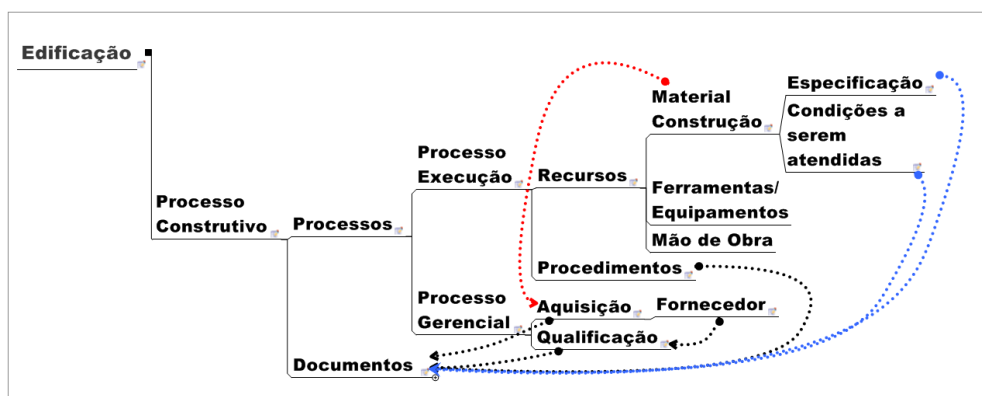 Edificação
Processo
Construtivo
Processos
Processo
Execução
Recursos
Material
Construção
Especificação
Condições a
serem
atendidas
Ferramentas/
Equipamentos
Mão de Obra
Procedimentos
Processo
Gerencial
Aquisição
Fornecedor
Qualificação
Documentos